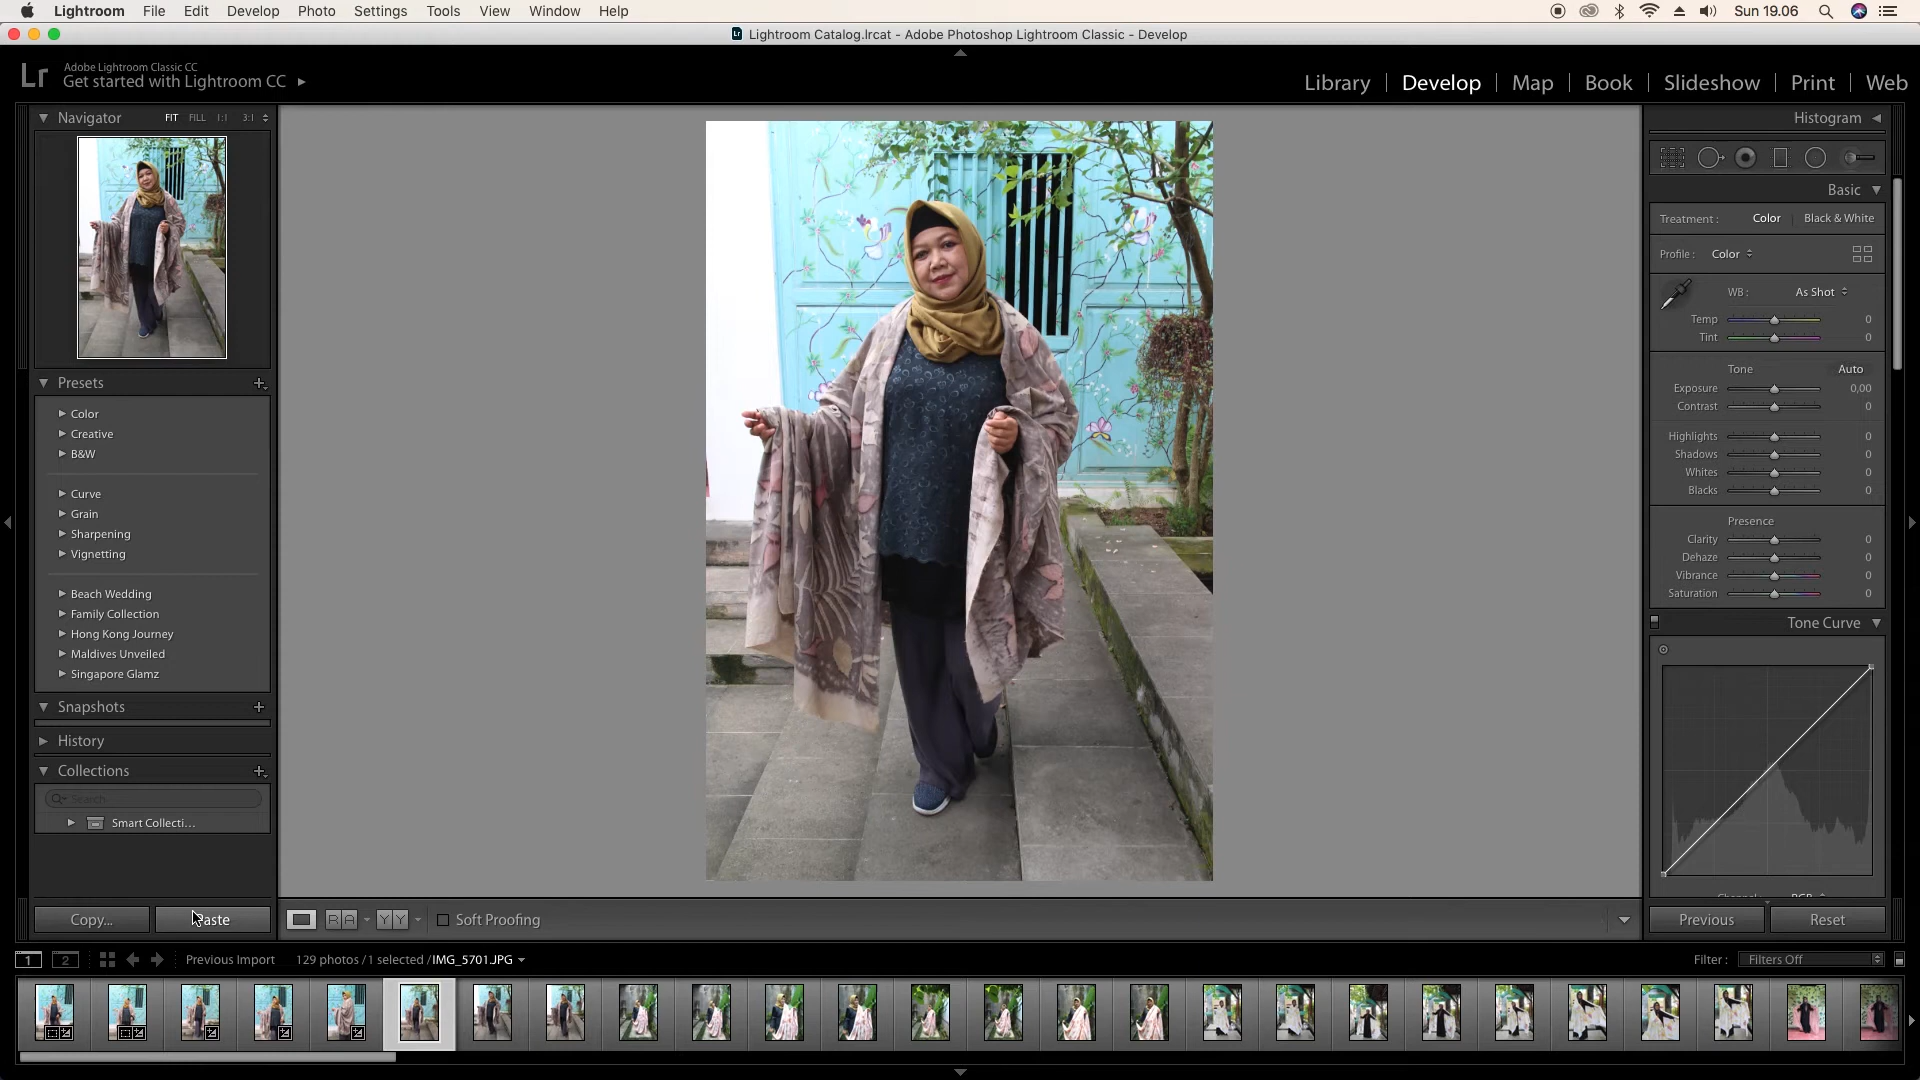 Lightroom File Edit Develop Photo Settings Tools View Window Help Sun 19.06
Lr Lightroom Catalog.lrcat - Adobe Photoshop Lightroom Classic - Develop
Lr Adobe Lightroom Classic CC
Get started with Lightroom CC
Library Develop Map Book Slideshow Print Web
Navigator FIT FILL 1:1 3:1
Presets
Color
Creative
B&W
Curve
Grain
Sharpening
Vignetting
Beach Wedding
Family Collection
Hong Kong Journey
Maldives Unveiled
Singapore Glamz
Snapshots
History
Collections
Search
Smart Collecti...
Copy... Paste
R A Y Y Soft Proofing
Histogram
Basic
Treatment : Color Black & White
Profile : Color
WB : As Shot
Temp 0
Tint 0
Tone Auto
Exposure 0,00
Contrast 0
Highlights 0
Shadows 0
Whites 0
Blacks 0
Presence
Clarity 0
Dehaze 0
Vibrance 0
Saturation 0
Tone Curve
Previous Reset
1 2 Previous Import 129 photos / 1 selected / IMG_5701.JPG Filter : Filters Off